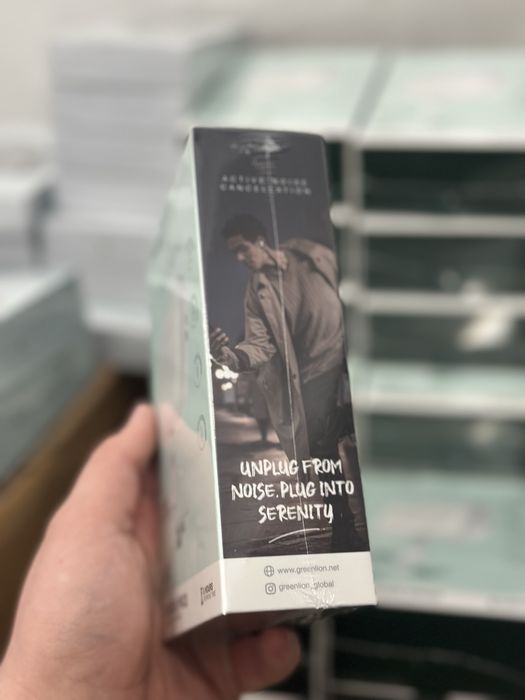 ACTIVE NOISE
CANCELLATION
UNPLUG FROM
NOISE. PLUG INTO
SERENITY
www.greenlion.net
greenlion_global